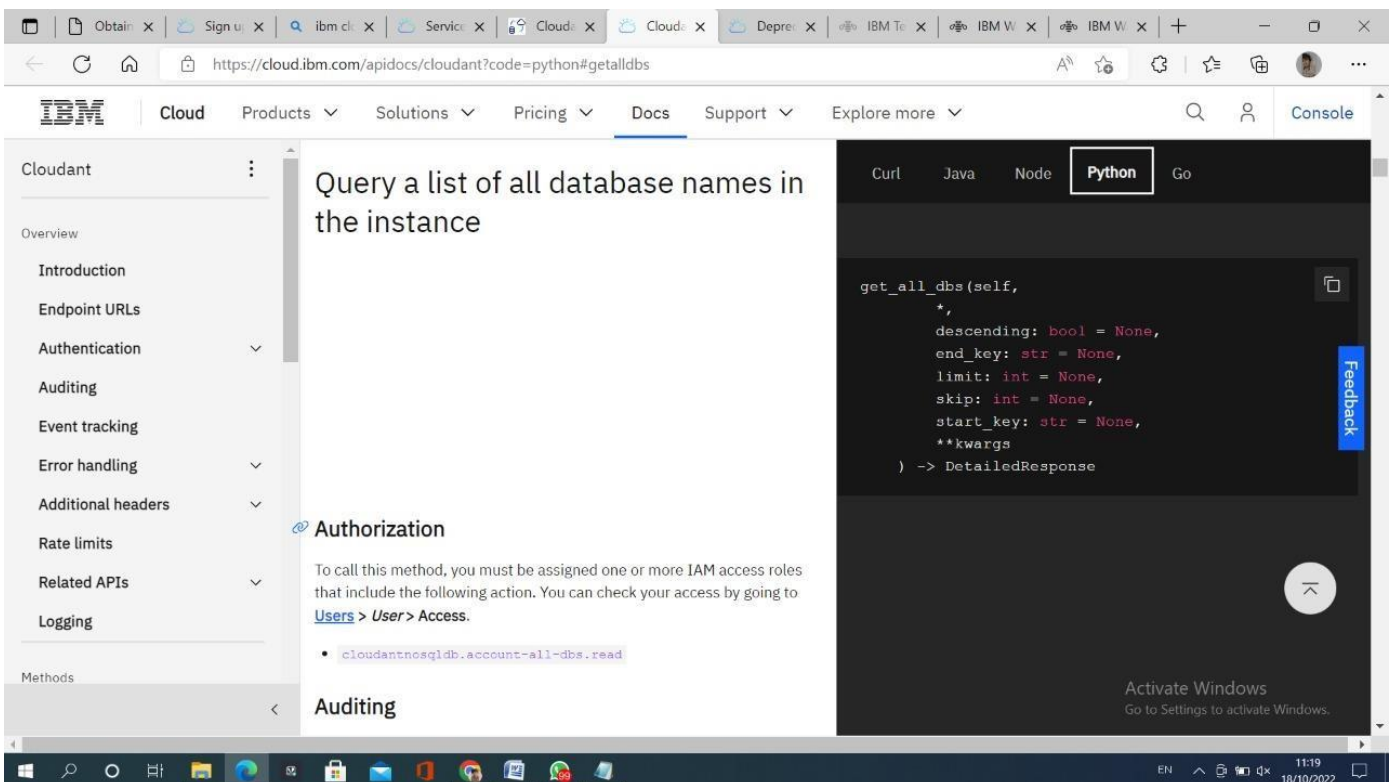 Obtain
Sign u
ibm cl
Service
Clouda
Clouda
Deprec
IBM Te
IBM W
IBM W
https://cloud.ibm.com/apidocs/cloudant?code=python#getalldbs
IBM Cloud Products Solutions Pricing Docs Support Explore more Console
Cloudant
Overview
Introduction
Endpoint URLs
Authentication
Auditing
Event tracking
Error handling
Additional headers
Rate limits
Related APIs
Logging
Methods
Query a list of all database names in
the instance
Authorization
To call this method, you must be assigned one or more IAM access roles
that include the following action. You can check your access by going to
Users > User > Access.
• cloudantnosqldb.account-all-dbs.read
Auditing
Curl Java Node Python Go
get_all_dbs(self,
*,
descending: bool = None,
end_key: str = None,
limit: int = None,
skip: int = None,
start_key: str = None,
**kwargs
) -> DetailedResponse
Feedback
Activate Windows
Go to Settings to activate Windows.
EN
11:19
18/10/2022